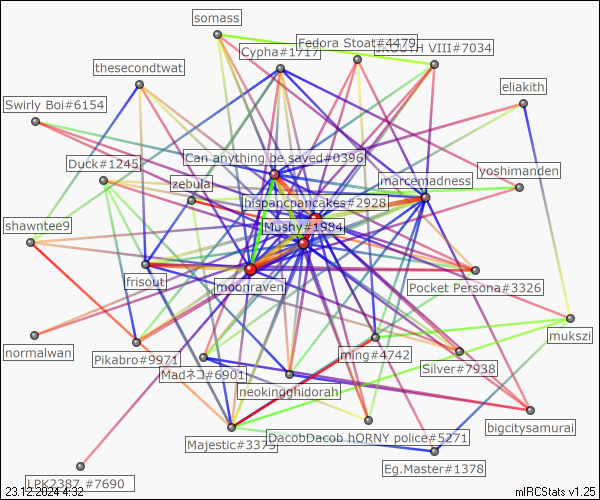 somass
Fedora Stoat#4479
Cypha#1717
SKOOTH VIII#7034
thesecondtwat
eliakith
Swirly Boi#6154
Can anything be saved#0396
Duck#1245
yoshimanden
zebula
marcemadness
hispancpancakes#2928
Mushy#1984
shawntee9
frisout
moonraven
Pocket Persona#3326
mukszi
normalwan
Pikabro#9971
ming#4742
Silver#7938
Madネコ#6901
neokingghidorah
bigcitysamurai
Majestic#3375
DacobDacob hORNY police#5271
Eg.Master#1378
LPK2387 #7690
23.12.2024 4:32
mIRCStats v1.25